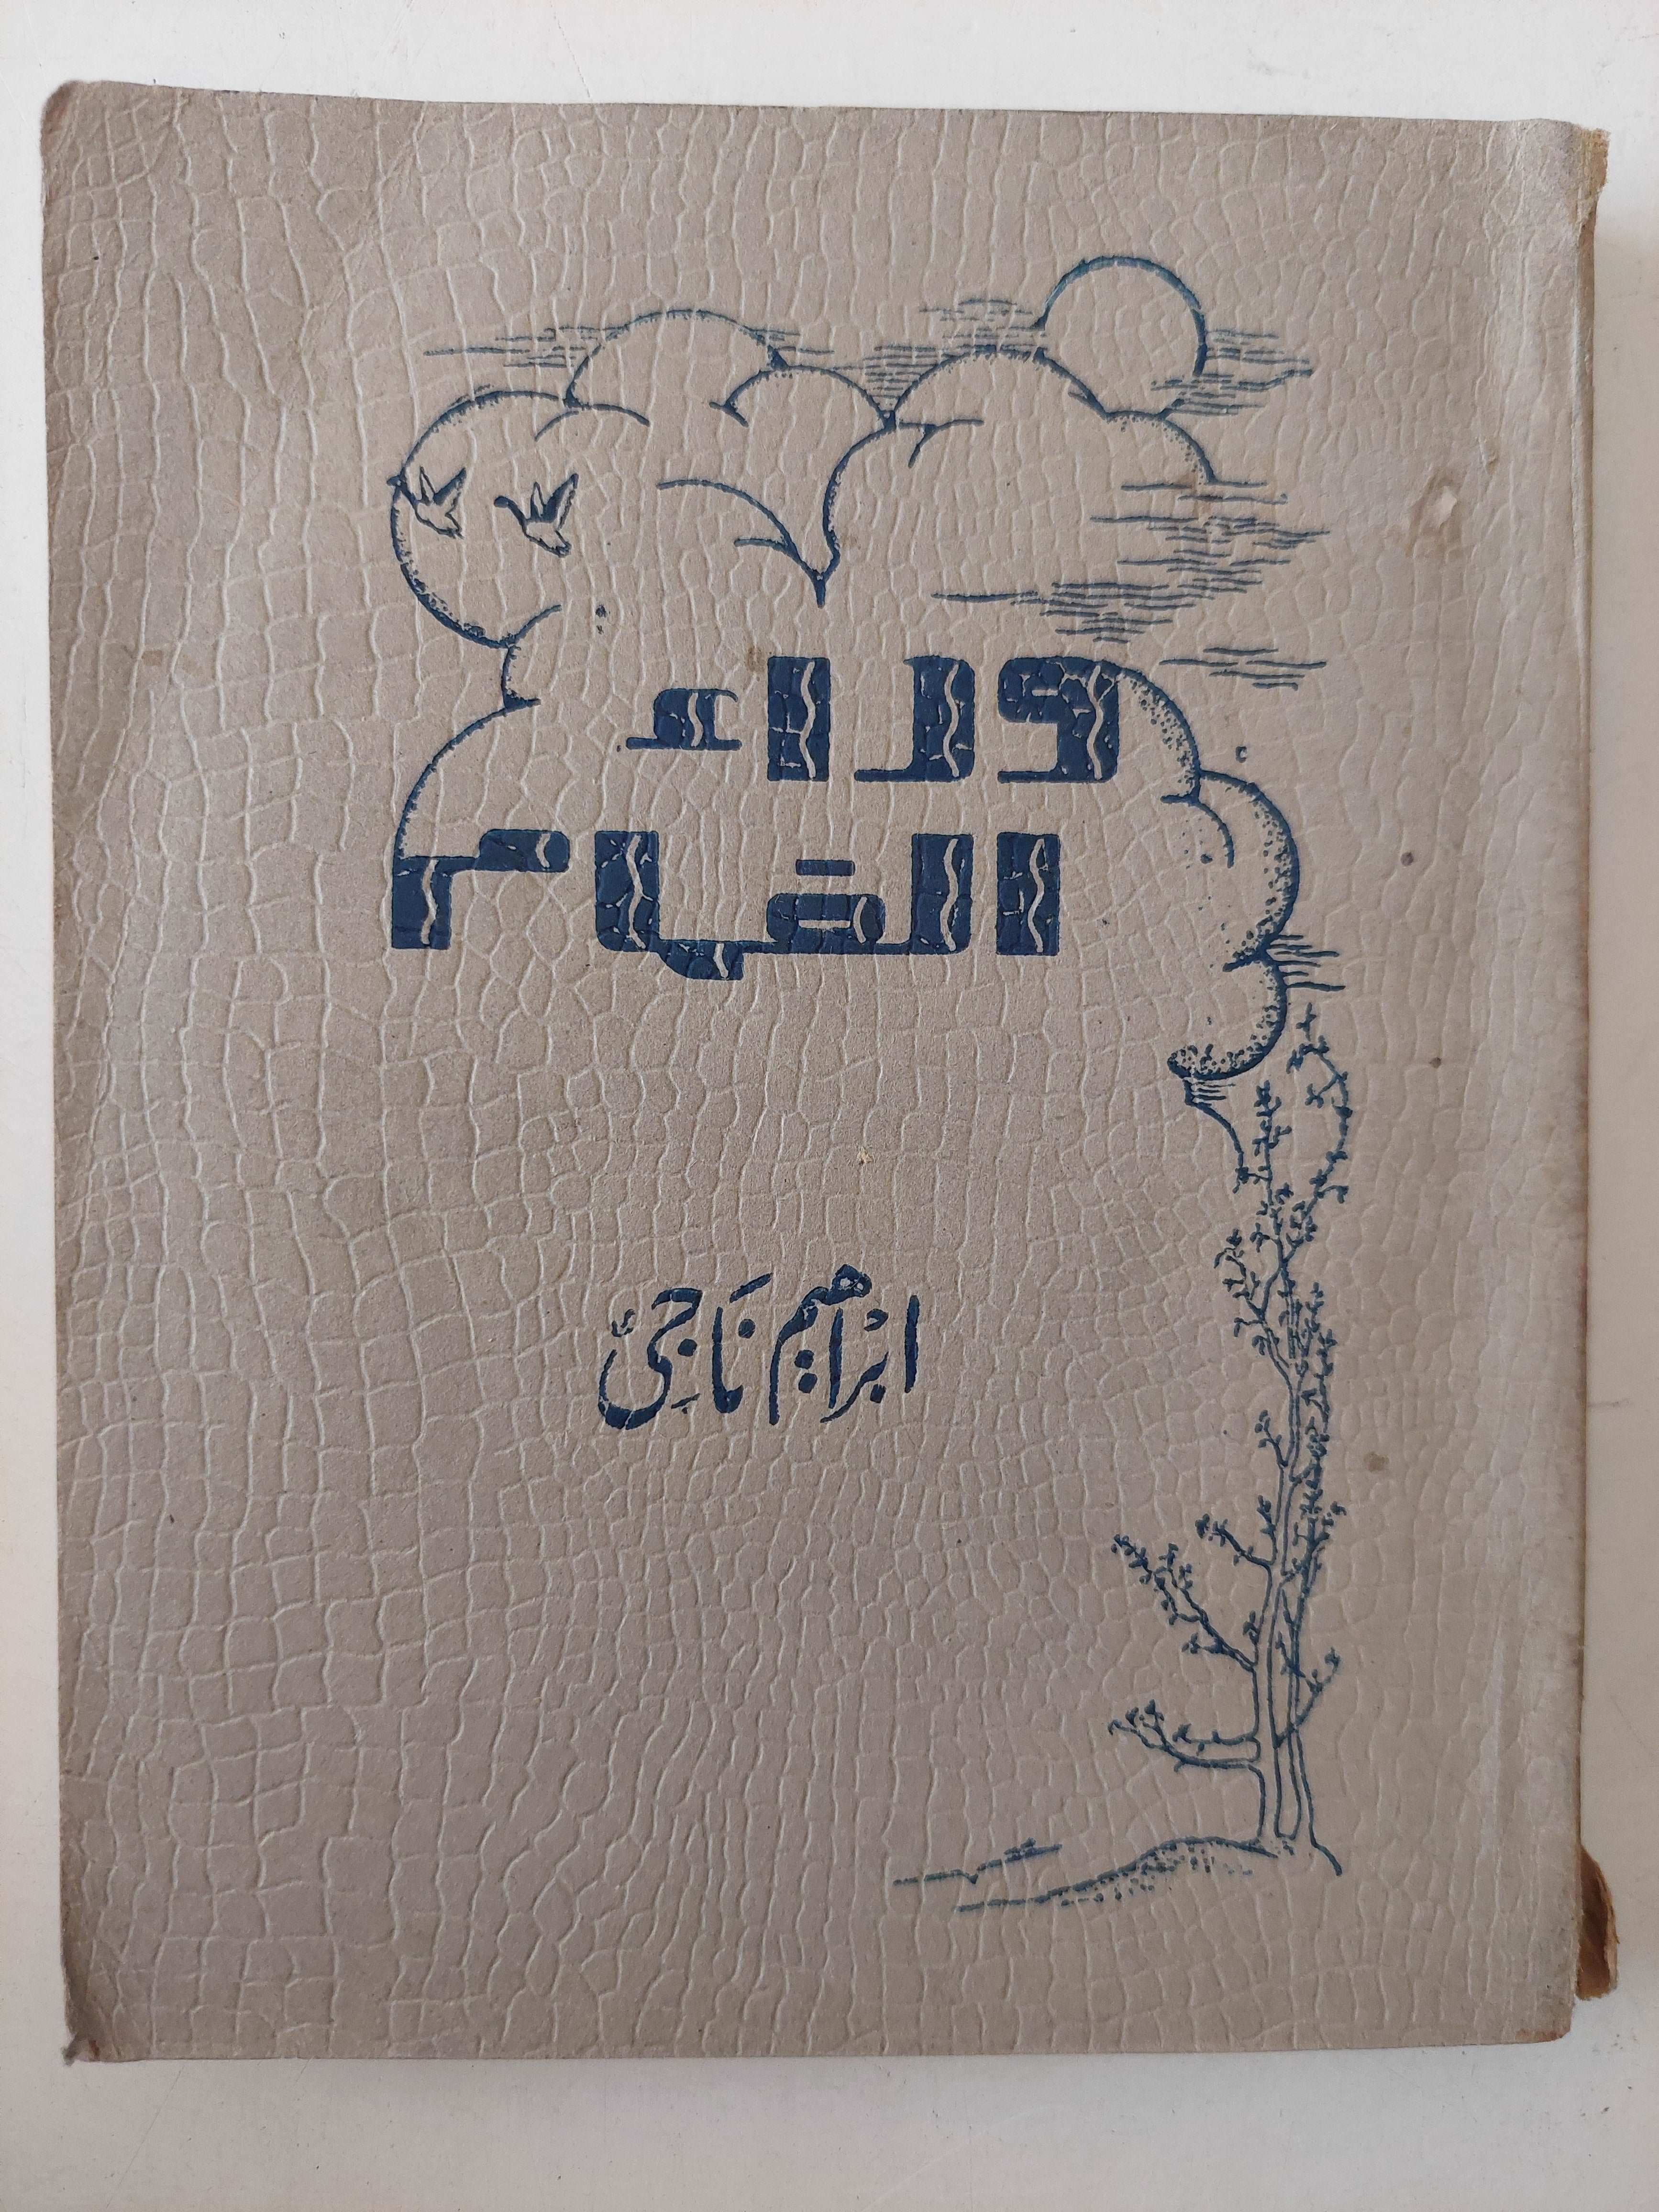 وراء
الغمام
ابراهيم ناجى